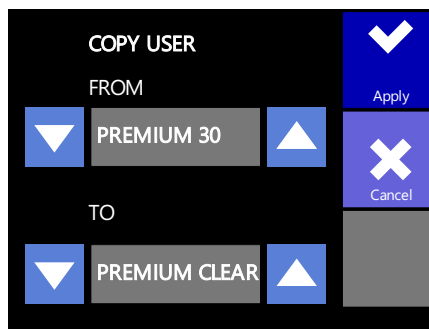 COPY USER
FROM
Apply
PREMIUM 30
Cancel
TO
PREMIUM CLEAR